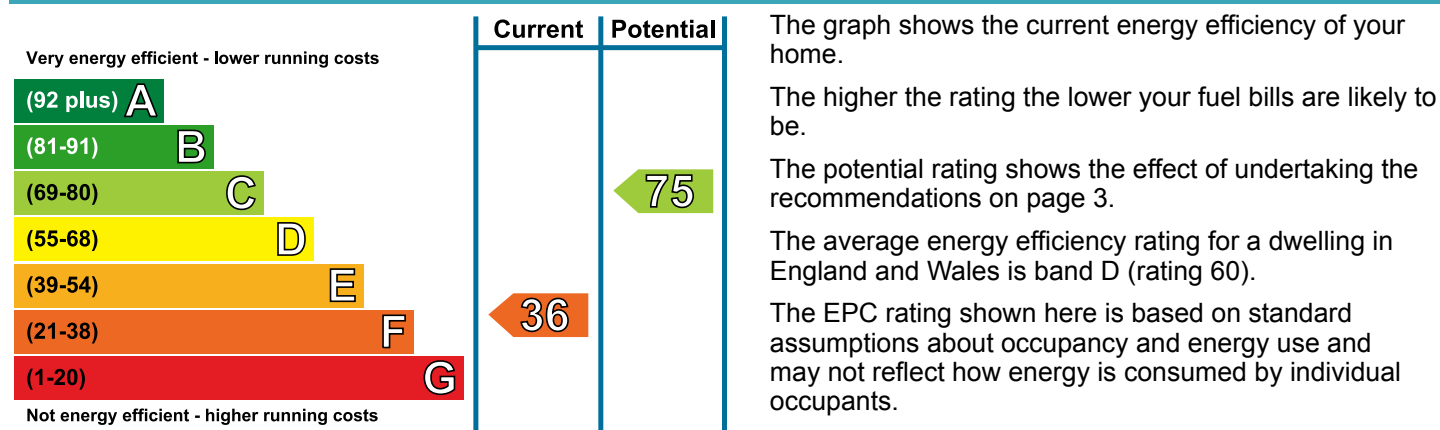 Current Potential
Very energy efficient - lower running costs
(92 plus) A
(81-91) B
(69-80) C
75
(55-68) D
(39-54) E
(21-38) F
36
(1-20) G
Not energy efficient - higher running costs
The graph shows the current energy efficiency of your
home.
The higher the rating the lower your fuel bills are likely to
be.
The potential rating shows the effect of undertaking the
recommendations on page 3.
The average energy efficiency rating for a dwelling in
England and Wales is band D (rating 60).
The EPC rating shown here is based on standard
assumptions about occupancy and energy use and
may not reflect how energy is consumed by individual
occupants.